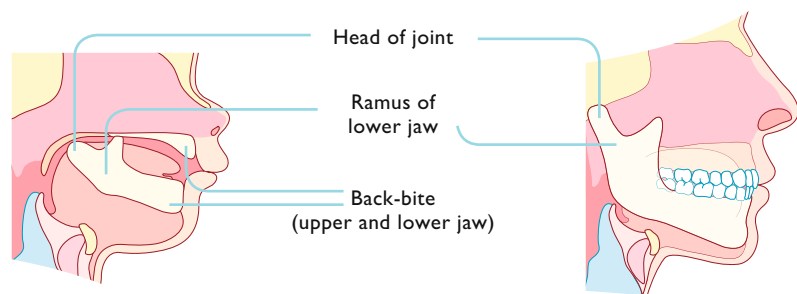 Head of joint
Ramus of
lower jaw
Back-bite
(upper and lower jaw)